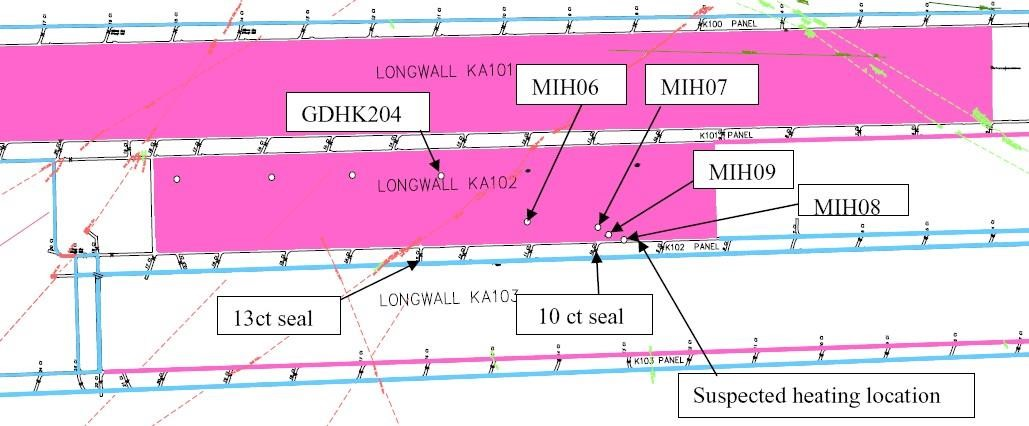 K100 PANEL
LONGWALL KA101
MIH06
MIH07
GDHK204
K101 PANEL
MIH09
LONGWALL KA102
MIH08
K102 PANEL
LONGWALL KA103
13ct seal
10 ct seal
K103 PANEL
Suspected heating location